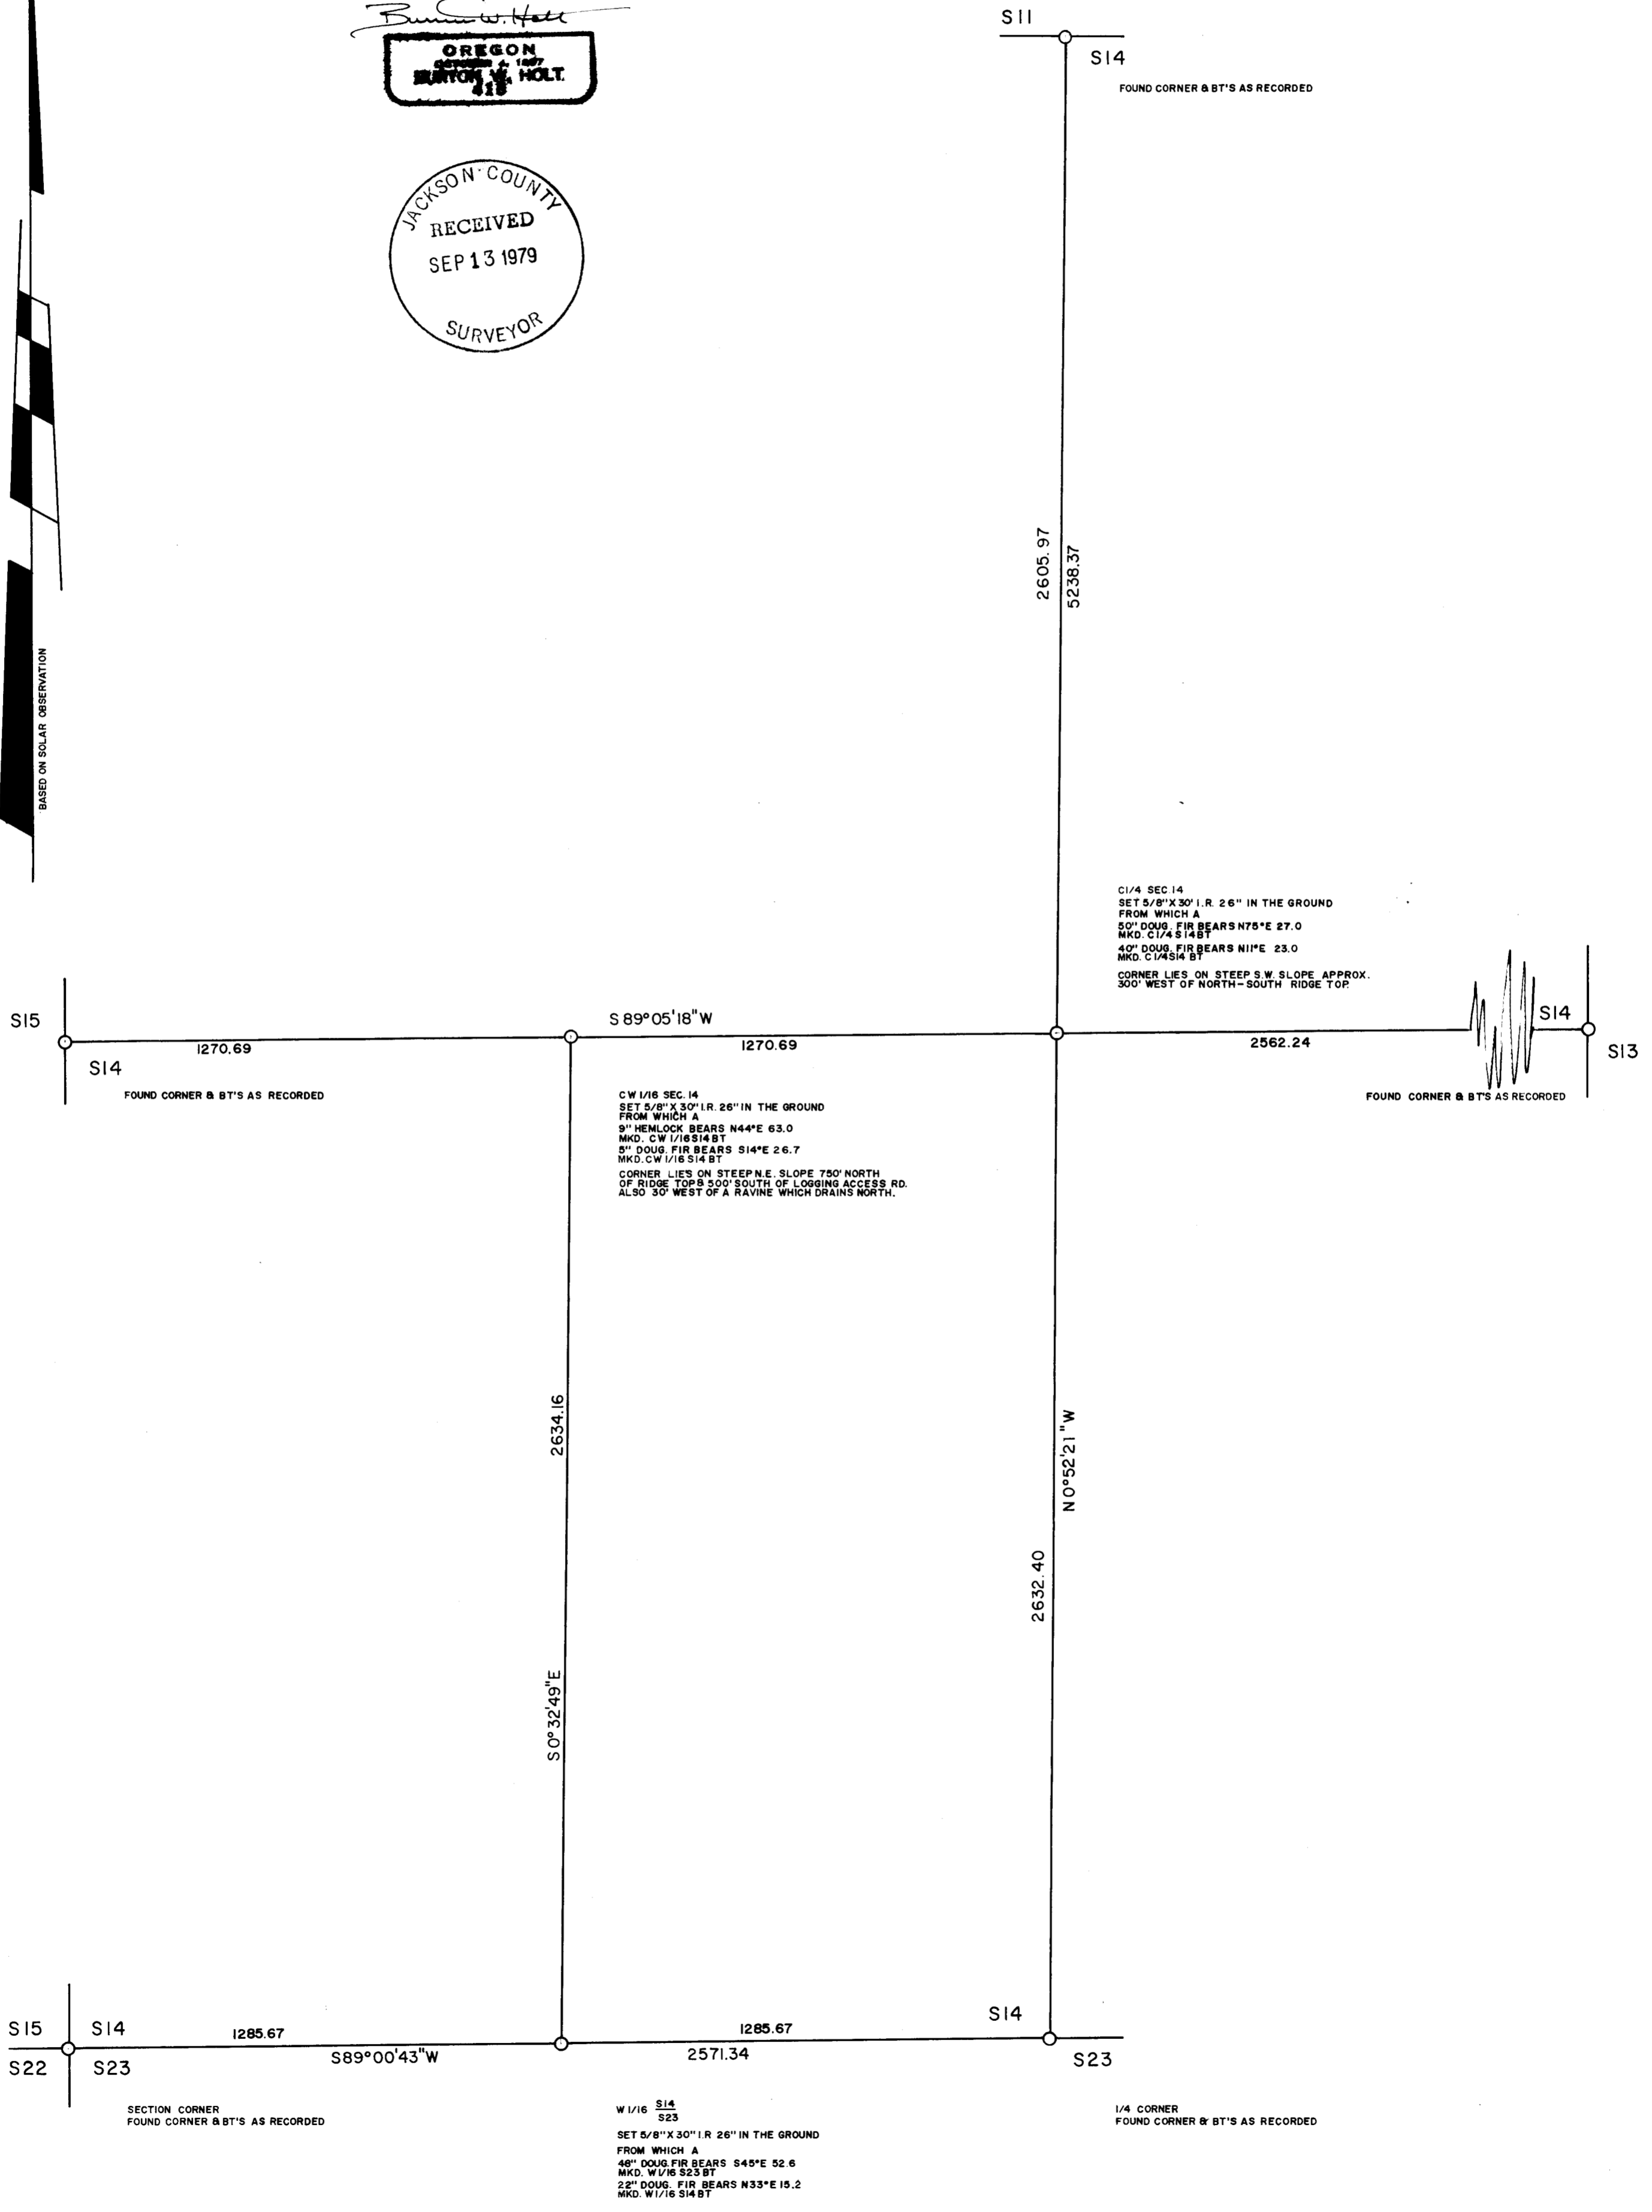 OREGON
BURTON W. HOLT
418
JACKSON COUNTY
RECEIVED
SEP 13 1979
SURVEYOR
S11
S14
FOUND CORNER & BT'S AS RECORDED
2605.97
5238.37
BASED ON SOLAR OBSERVATION
C1/4 SEC 14
SET 5/8"X 30' I.R. 26" IN THE GROUND
FROM WHICH A
50" DOUG. FIR BEARS N75°E 27.0
MKD. C1/4 S14BT
40" DOUG. FIR BEARS N11°E 23.0
MKD. C1/4S14 BT
CORNER LIES ON STEEP S.W. SLOPE APPROX.
300' WEST OF NORTH-SOUTH RIDGE TOP.
S15
S14
1270.69
FOUND CORNER & BT'S AS RECORDED
S 89°05'18"W
1270.69
2562.24
S14
S13
FOUND CORNER & BT'S AS RECORDED
CW 1/16 SEC. 14
SET 5/8"X 30" I.R. 26" IN THE GROUND
FROM WHICH A
9" HEMLOCK BEARS N44°E 63.0
MKD. CW 1/16S14BT
5" DOUG. FIR BEARS S14°E 26.7
MKD. CW 1/16 S14 BT
CORNER LIES ON STEEP N.E. SLOPE 750' NORTH
OF RIDGE TOP & 500' SOUTH OF LOGGING ACCESS RD.
ALSO 30' WEST OF A RAVINE WHICH DRAINS NORTH.
2634.16
S 0°32'49"E
N 0°52'21"W
2632.40
S15
S14
S22
S23
1285.67
S89°00'43"W
1285.67
2571.34
S14
S23
SECTION CORNER
FOUND CORNER & BT'S AS RECORDED
W 1/16 S14
S23
SET 5/8"X 30" I.R 26" IN THE GROUND
FROM WHICH A
48" DOUG. FIR BEARS S45°E 52.6
MKD. W1/16 S23 BT
22" DOUG. FIR BEARS N33°E 15.2
MKD. W1/16 S14BT
1/4 CORNER
FOUND CORNER & BT'S AS RECORDED